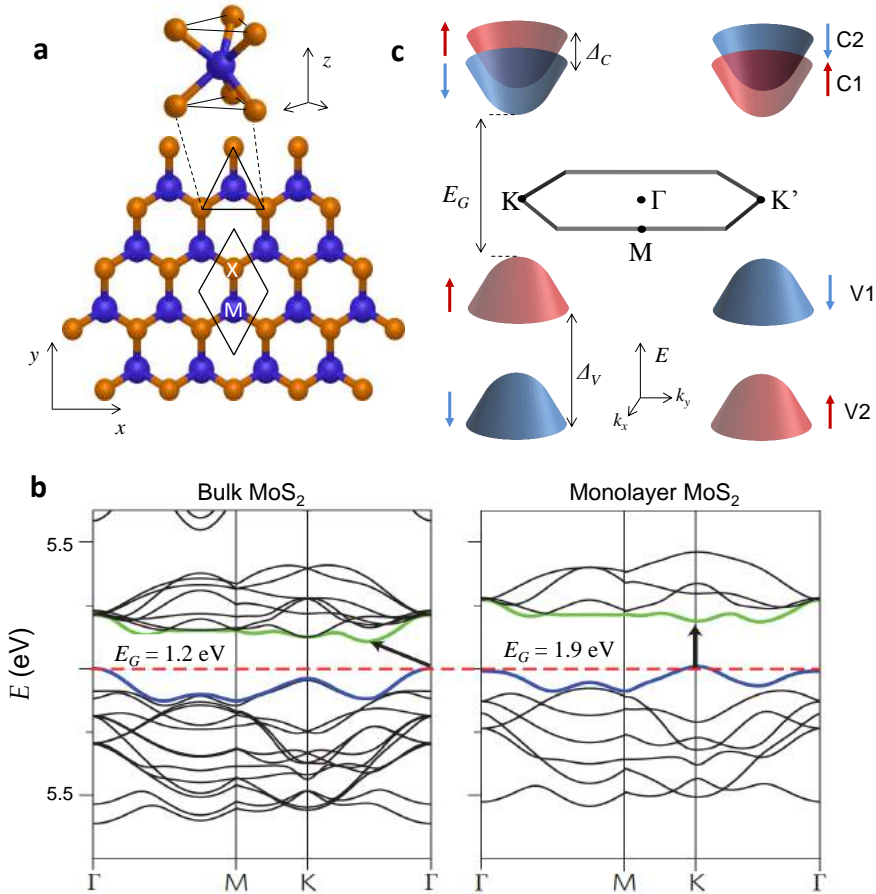 a
z
X
M
y
x
c
Δ_C
C2
C1
E_G
K
Γ
K’
M
V1
Δ_V
E
k_y
k_x
V2
b
Bulk MoS₂
Monolayer MoS₂
5.5
E (eV)
E_G = 1.2 eV
E_G = 1.9 eV
5.5
Γ M K Γ
Γ M K Γ